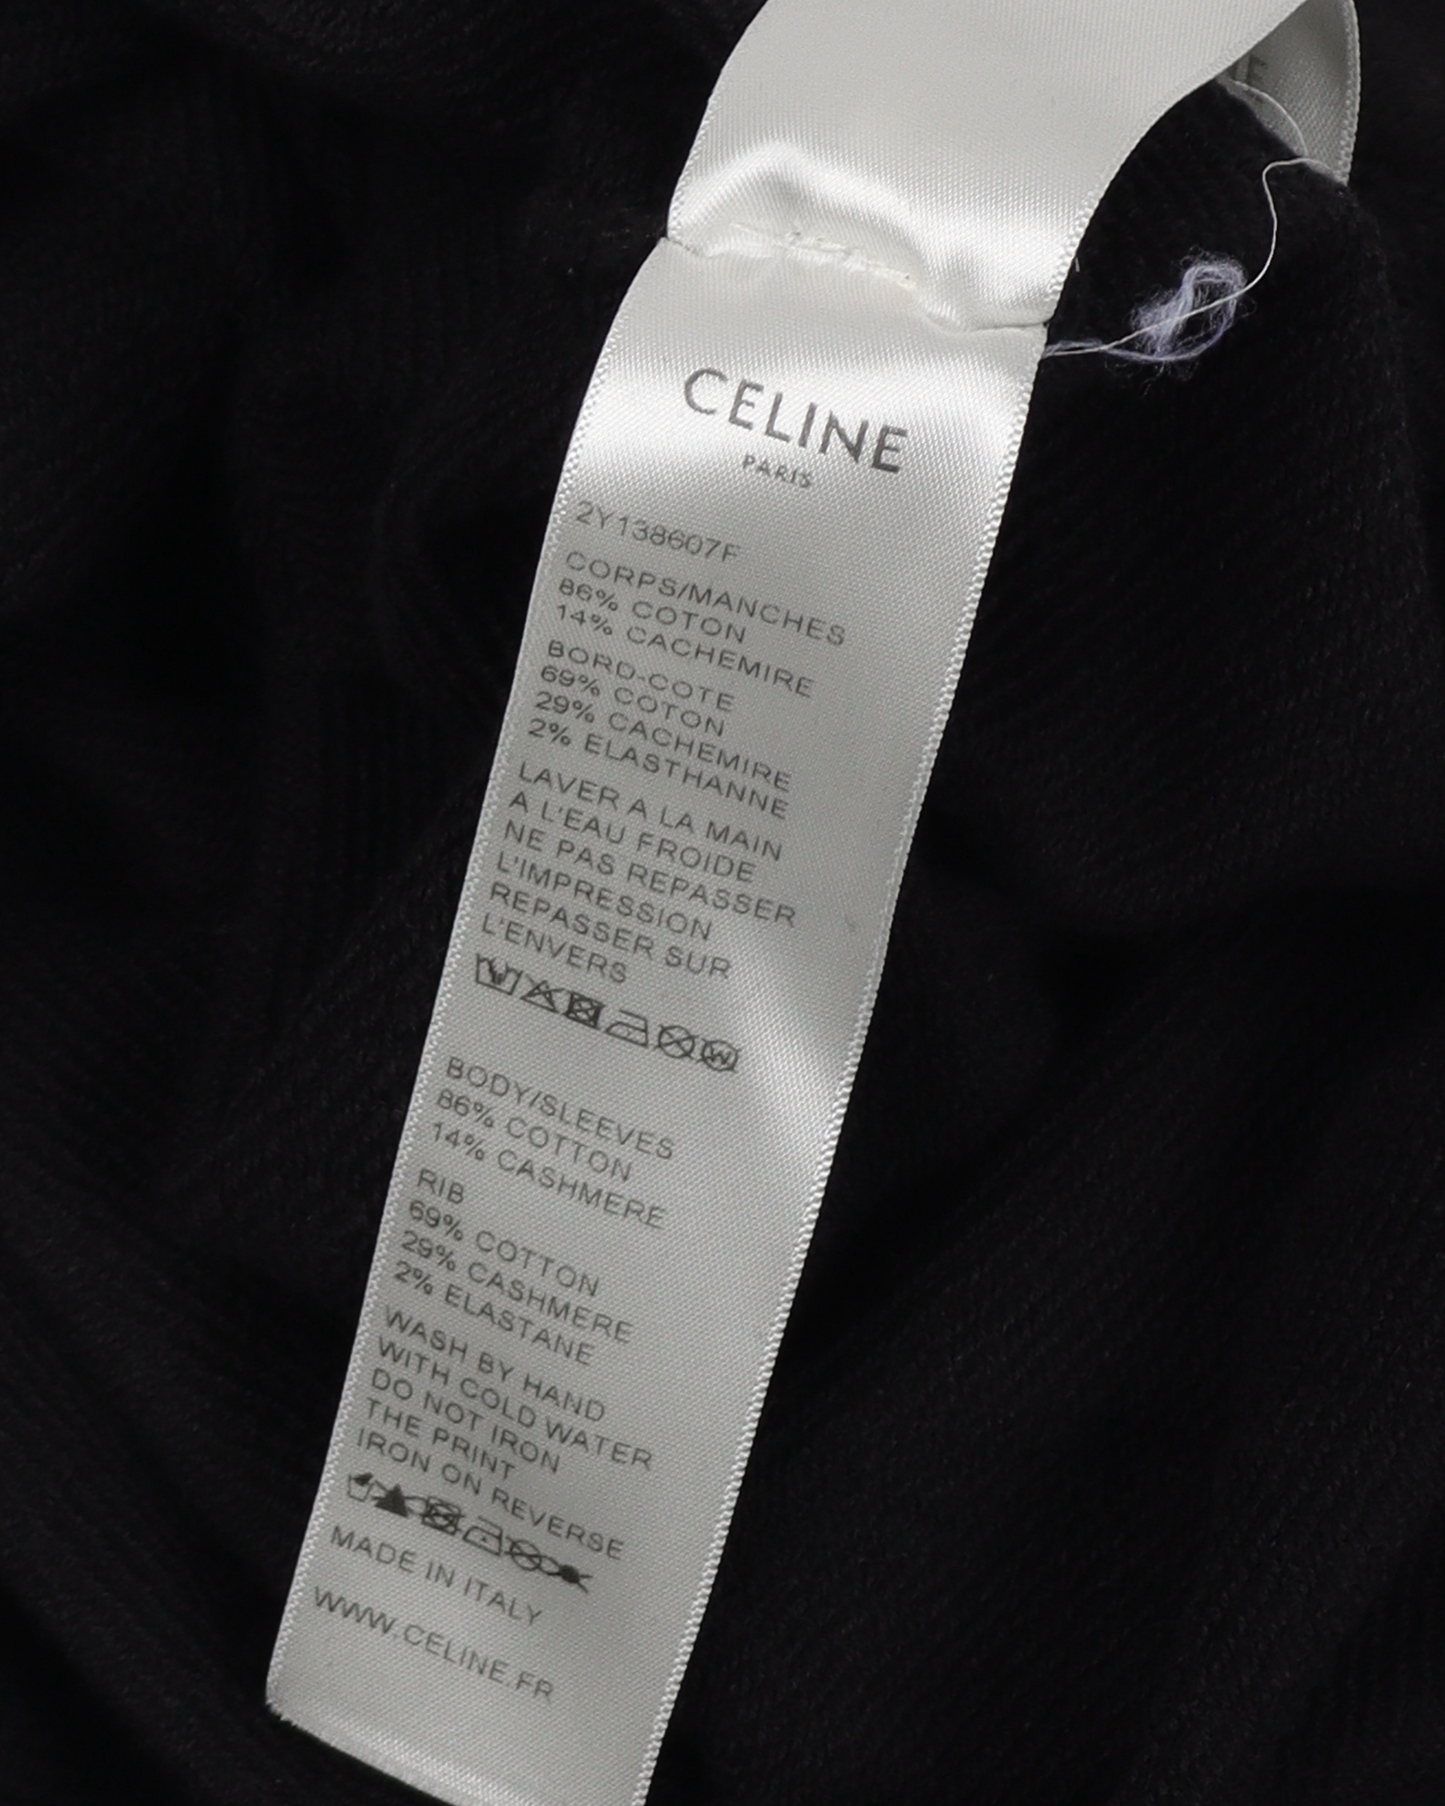 CELINE
PARIS
2Y138607F
CORPS/MANCHES
86% COTON
14% CACHEMIRE
BORD-COTE
69% COTON
29% CACHEMIRE
2% ELASTHANNE
LAVER A LA MAIN
A L'EAU FROIDE
NE PAS REPASSER
L'IMPRESSION
REPASSER SUR
L'ENVERS
W
BODY/SLEEVES
86% COTTON
14% CASHMERE
RIB
69% COTTON
29% CASHMERE
2% ELASTANE
WASH BY HAND
WITH COLD WATER
DO NOT IRON
THE PRINT
IRON ON REVERSE
MADE IN ITALY
WWW.CELINE.FR